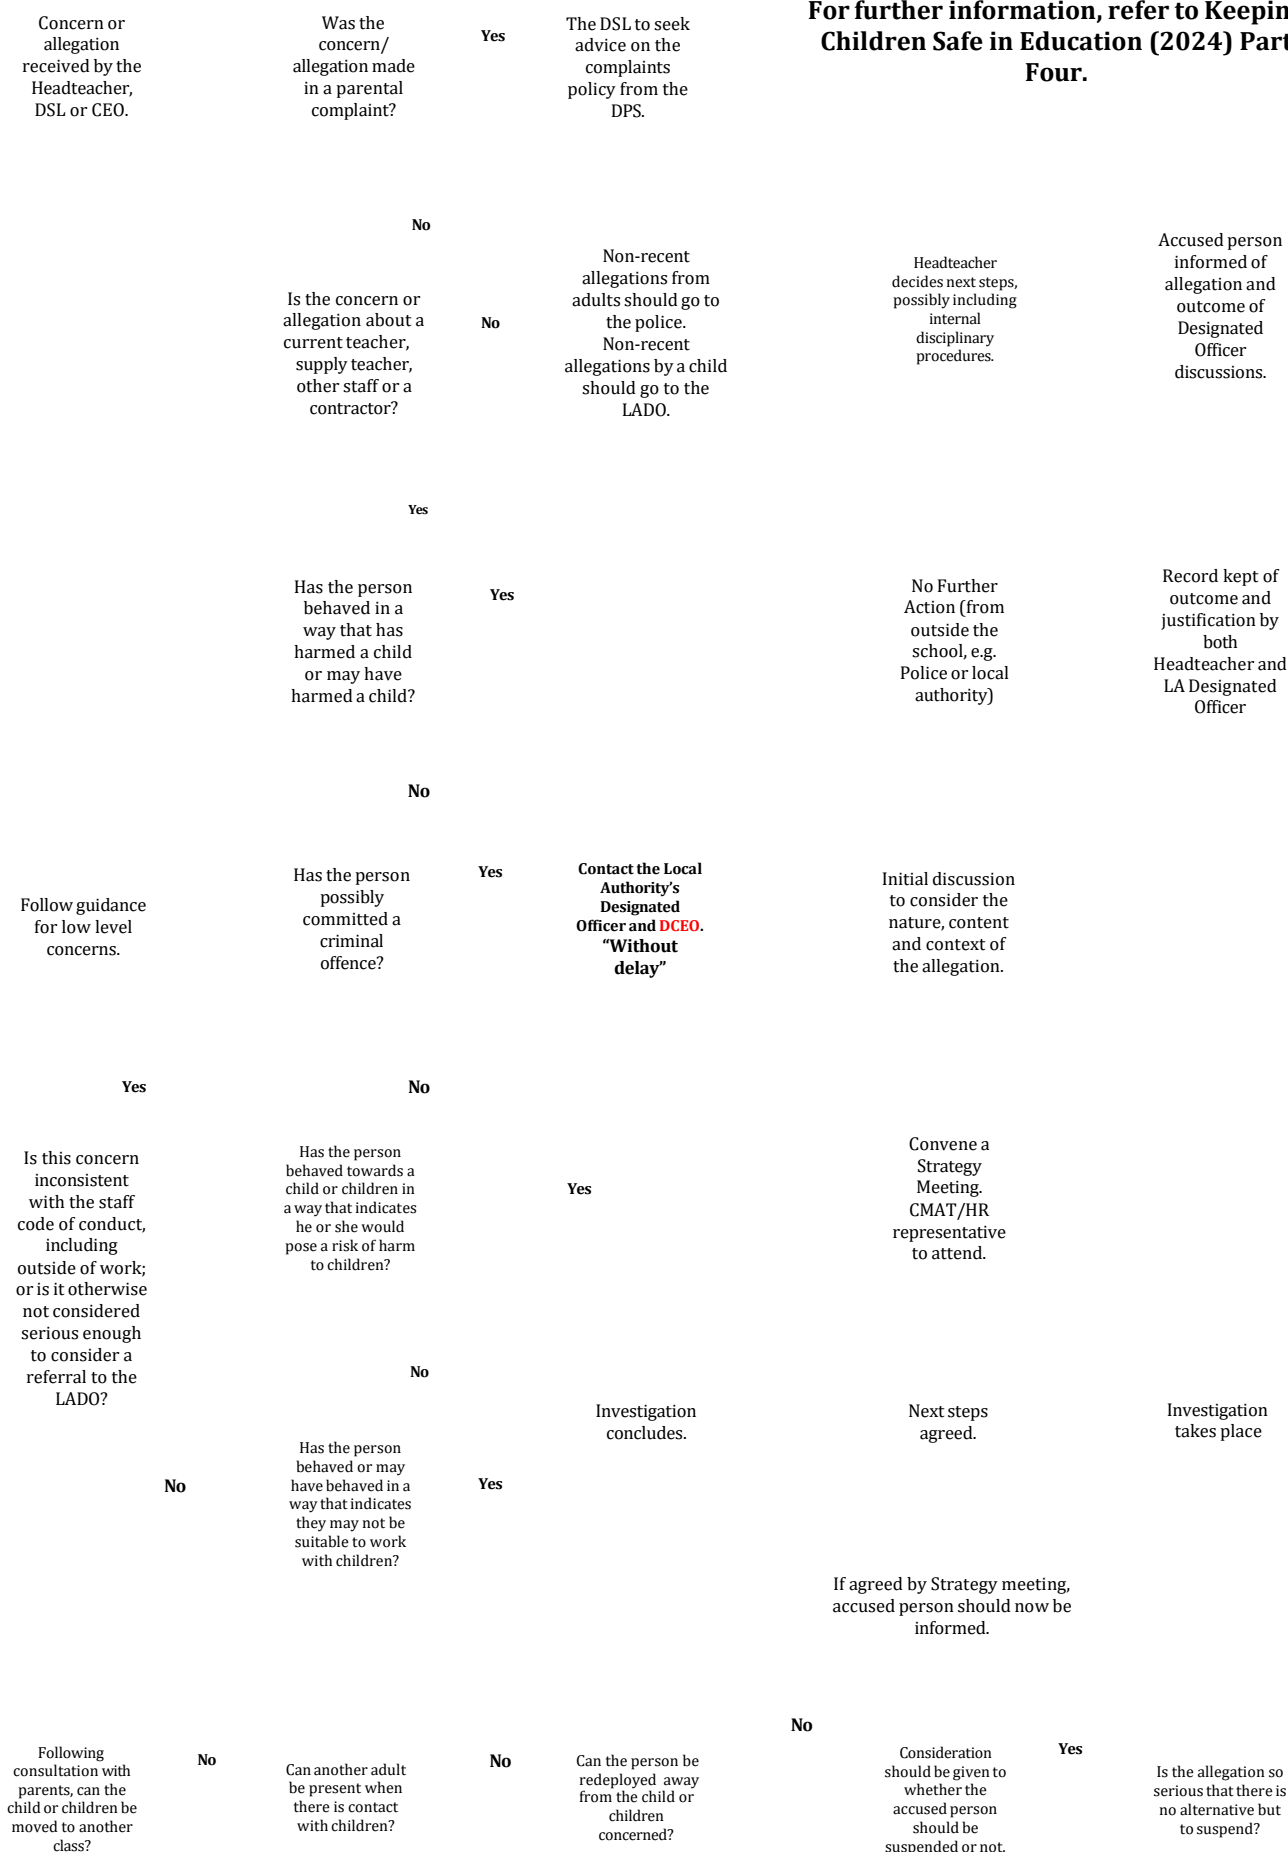 Concern or
allegation
received by the
Headteacher,
DSL or CEO.
Was the
concern/
allegation made
in a parental
complaint?
Yes
The DSL to seek
advice on the
complaints
policy from the
DPS.
For further information, refer to Keepin
Children Safe in Education (2024) Part
Four.
No
Is the concern or
allegation about a
current teacher,
supply teacher,
other staff or a
contractor?
No
Non-recent
allegations from
adults should go to
the police.
Non-recent
allegations by a child
should go to the
LADO.
Headteacher
decides next steps,
possibly including
internal
disciplinary
procedures.
Accused person
informed of
allegation and
outcome of
Designated
Officer
discussions.
Yes
Has the person
behaved in a
way that has
harmed a child
or may have
harmed a child?
Yes
No Further
Action (from
outside the
school, e.g.
Police or local
authority)
Record kept of
outcome and
justification by
both
Headteacher and
LA Designated
Officer
No
Follow guidance
for low level
concerns.
Has the person
possibly
committed a
criminal
offence?
Yes
Contact the Local
Authority’s
Designated
Officer and DCEO.
“Without
delay”
Initial discussion
to consider the
nature, content
and context of
the allegation.
Yes
No
Is this concern
inconsistent
with the staff
code of conduct,
including
outside of work;
or is it otherwise
not considered
serious enough
to consider a
referral to the
LADO?
Has the person
behaved towards a
child or children in
a way that indicates
he or she would
pose a risk of harm
to children?
Yes
Convene a
Strategy
Meeting.
CMAT/HR
representative
to attend.
No
Investigation
concludes.
Next steps
agreed.
Investigation
takes place
No
Has the person
behaved or may
have behaved in a
way that indicates
they may not be
suitable to work
with children?
Yes
If agreed by Strategy meeting,
accused person should now be
informed.
No
Following
consultation with
parents, can the
child or children be
moved to another
class?
No
Can another adult
be present when
there is contact
with children?
No
Can the person be
redeployed away
from the child or
children
concerned?
Consideration
should be given to
whether the
accused person
should be
suspended or not.
Yes
Is the allegation so
serious that there is
no alternative but
to suspend?